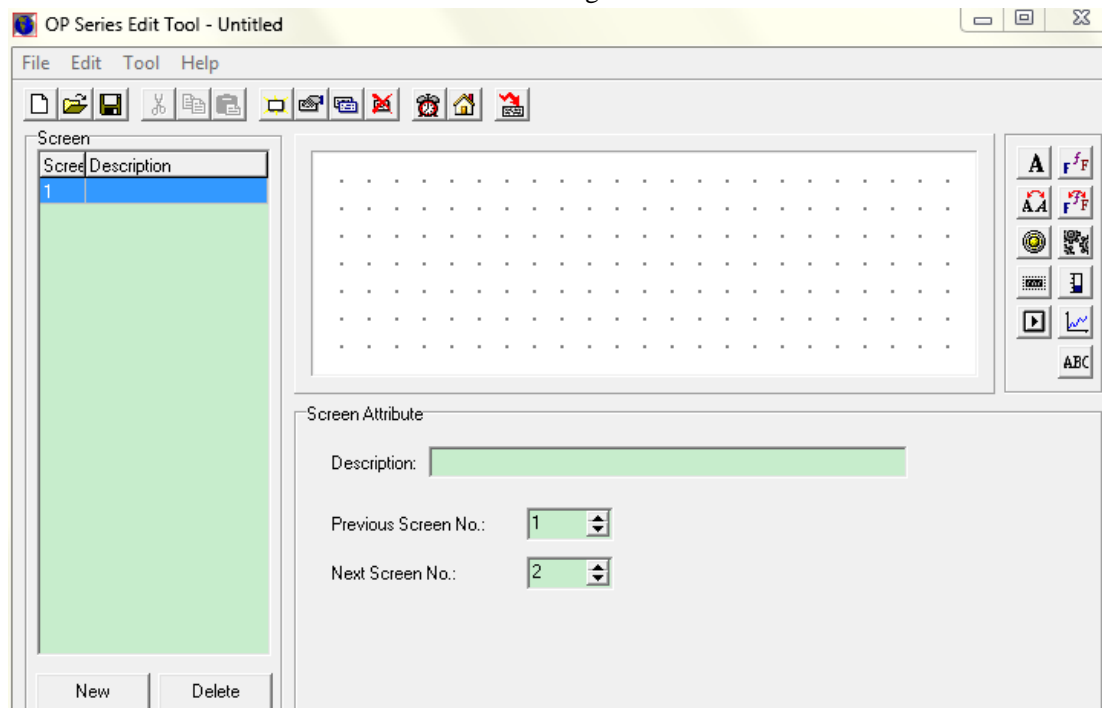 OP Series Edit Tool - Untitled
File Edit Tool Help
Screen
Scree Description
1
A F f F
A A F F
ABC
Screen Attribute
Description:
Previous Screen No.: 1
Next Screen No.: 2
New Delete